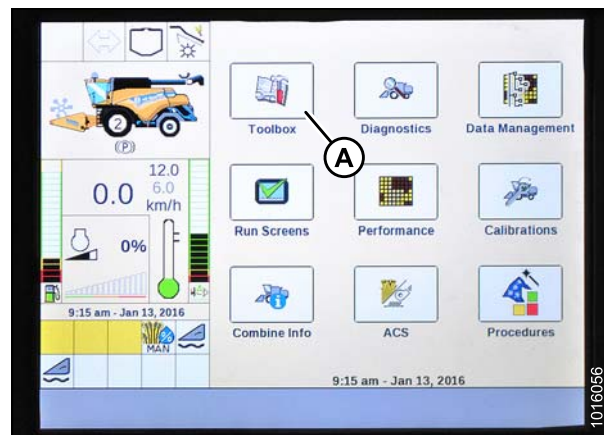 Toolbox
Diagnostics
Data Management
A
2
(P)
12.0
6.0
0.0
km/h
Run Screens
Performance
Calibrations
0%
F
9:15 am - Jan 13, 2016
MAN
Combine Info
ACS
Procedures
9:15 am - Jan 13, 2016
1016056